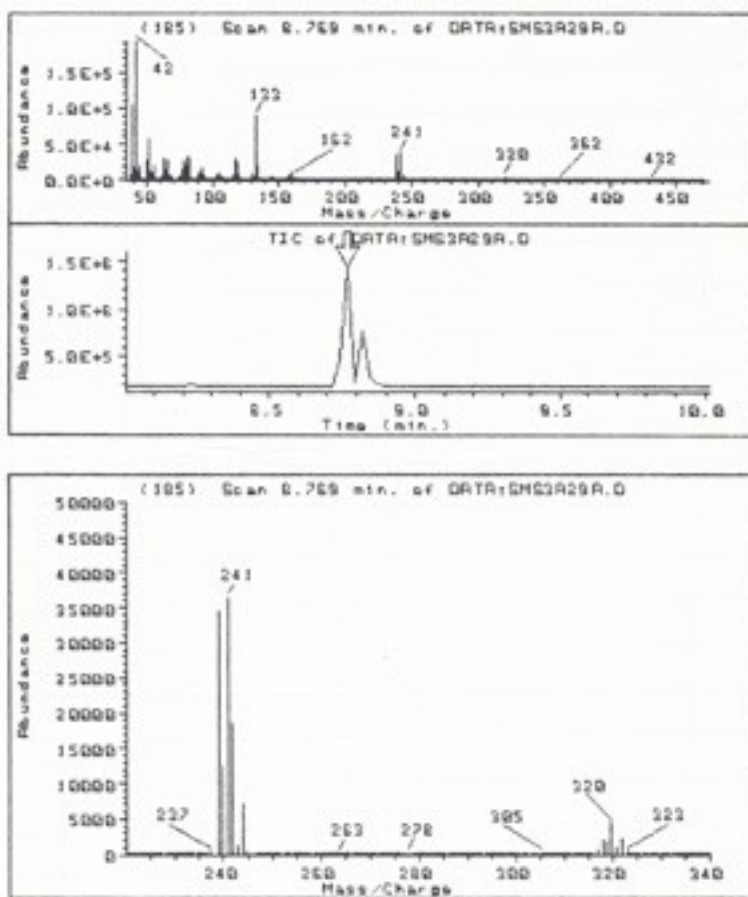 (185) Scan 8.769 min. of DATA:SMS3A29A.D
Abundance
1.5E+5
1.0E+5
5.0E+4
0.0E+0
42
133
162
241
320
362
432
50 100 150 200 250 300 350 400 450
Mass/Charge
TIC of DATA:SMS3A29A.D
Abundance
1.5E+6
1.0E+6
5.0E+5
8.5 9.0 9.5 10.0
Time (min.)
(185) Scan 8.769 min. of DATA:SMS3A29A.D
Abundance
50000
45000
40000
35000
30000
25000
20000
15000
10000
5000
0
241
237
263
278
305
320
323
240 260 280 300 320 340
Mass/Charge